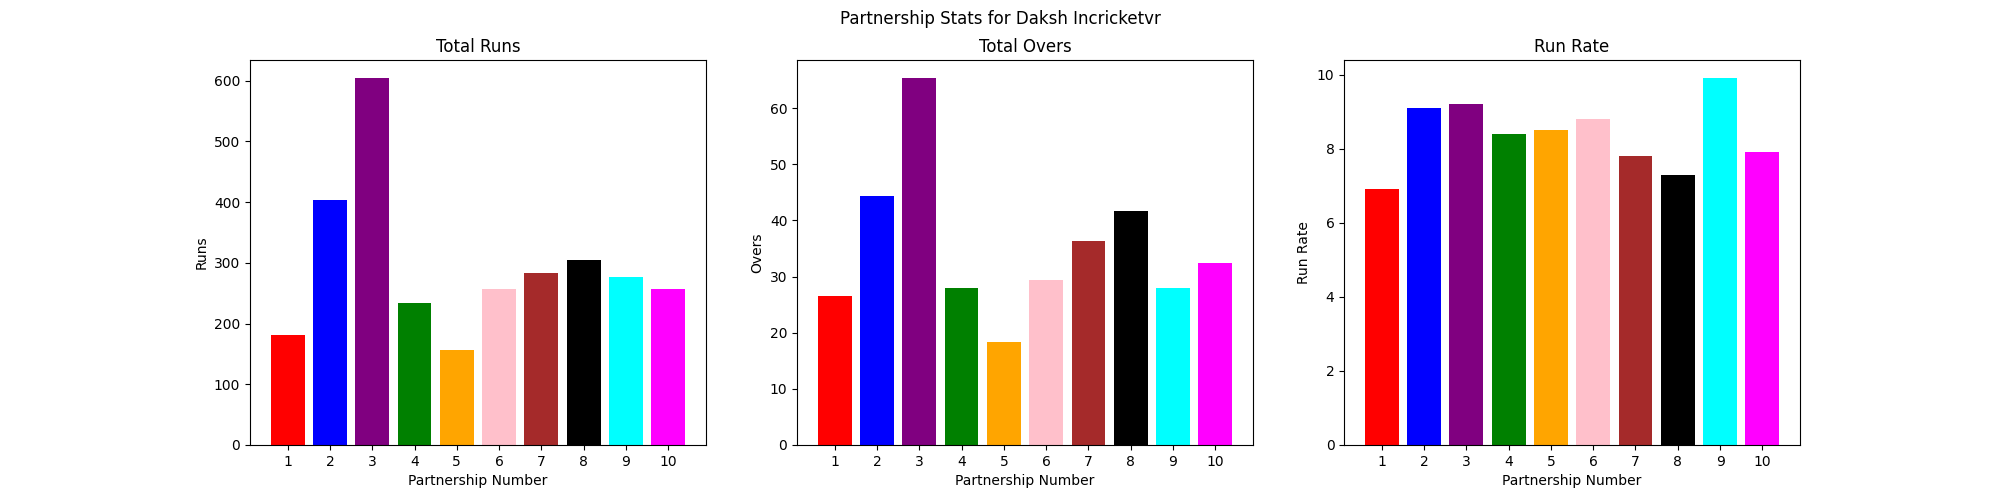 Partnership Stats for Daksh Incricketvr
Total Runs
600
500
400
300
200
100
0
Runs
1 2 3 4 5 6 7 8 9 10
Partnership Number
Total Overs
60
50
40
30
20
10
0
Overs
1 2 3 4 5 6 7 8 9 10
Partnership Number
Run Rate
10
8
6
4
2
0
Run Rate
1 2 3 4 5 6 7 8 9 10
Partnership Number